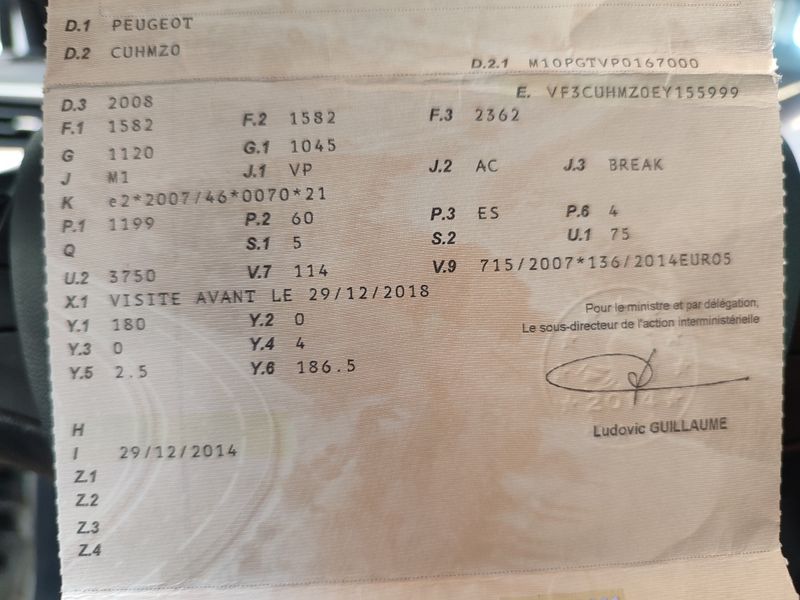 D.1 PEUGEOT
D.2 CUHMZ0
D.2.1 M10PGTVP0167000
E. VF3CUHMZ0EY155999
D.3 2008
F.1 1582 F.2 1582 F.3 2362
G 1120 G.1 1045
J M1 J.1 VP J.2 AC J.3 BREAK
K e2*2007/46*0070*21
P.1 1199 P.2 60 P.3 ES P.6 4
Q S.1 5 S.2 U.1 75
U.2 3750 V.7 114 V.9 715/2007*136/2014EURO5
X.1 VISITE AVANT LE 29/12/2018
Y.1 180 Y.2 0
Y.3 0 Y.4 4
Y.5 2.5 Y.6 186.5
Pour le ministre et par délégation,
Le sous-directeur de l'action interministérielle
2014
Ludovic GUILLAUME
H
I 29/12/2014
Z.1
Z.2
Z.3
Z.4